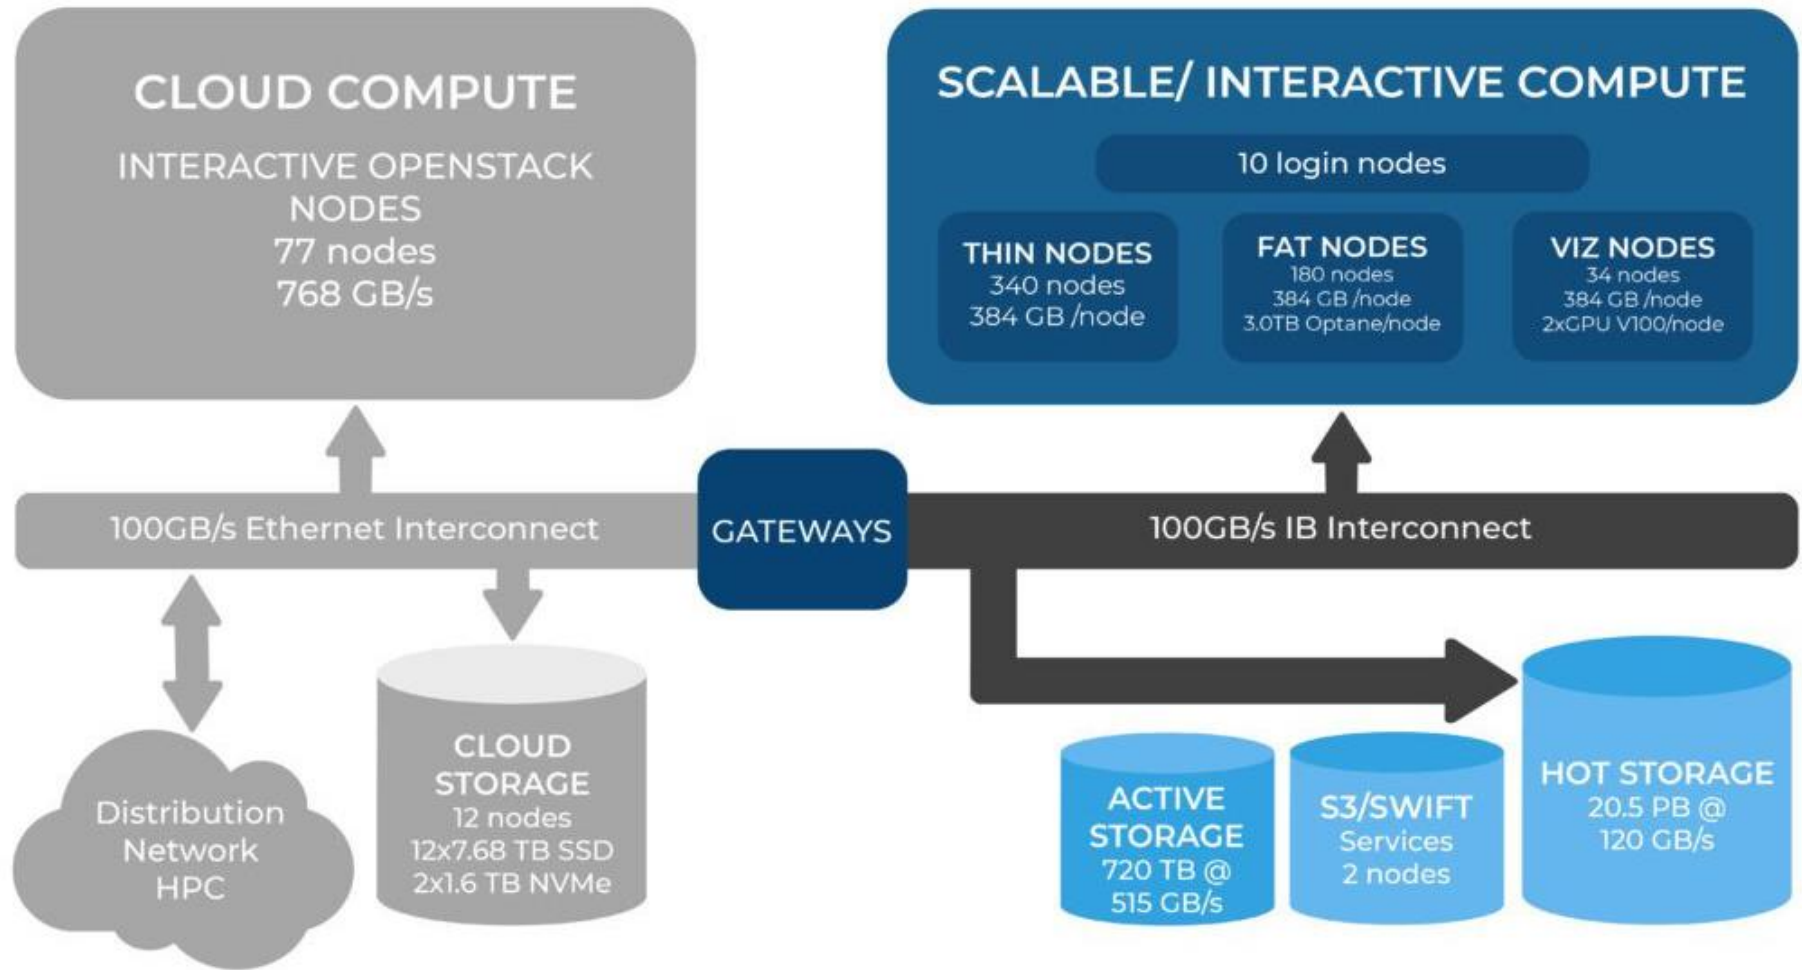 CLOUD COMPUTE
INTERACTIVE OPENSTACK
NODES
77 nodes
768 GB/s
SCALABLE/ INTERACTIVE COMPUTE
10 login nodes
THIN NODES
340 nodes
384 GB /node
FAT NODES
180 nodes
384 GB /node
3.0TB Optane/node
VIZ NODES
34 nodes
384 GB /node
2xGPU V100/node
100GB/s Ethernet Interconnect
GATEWAYS
100GB/s IB Interconnect
Distribution
Network
HPC
CLOUD
STORAGE
12 nodes
12x7.68 TB SSD
2x1.6 TB NVMe
ACTIVE
STORAGE
720 TB @
515 GB/s
S3/SWIFT
Services
2 nodes
HOT STORAGE
20.5 PB @
120 GB/s